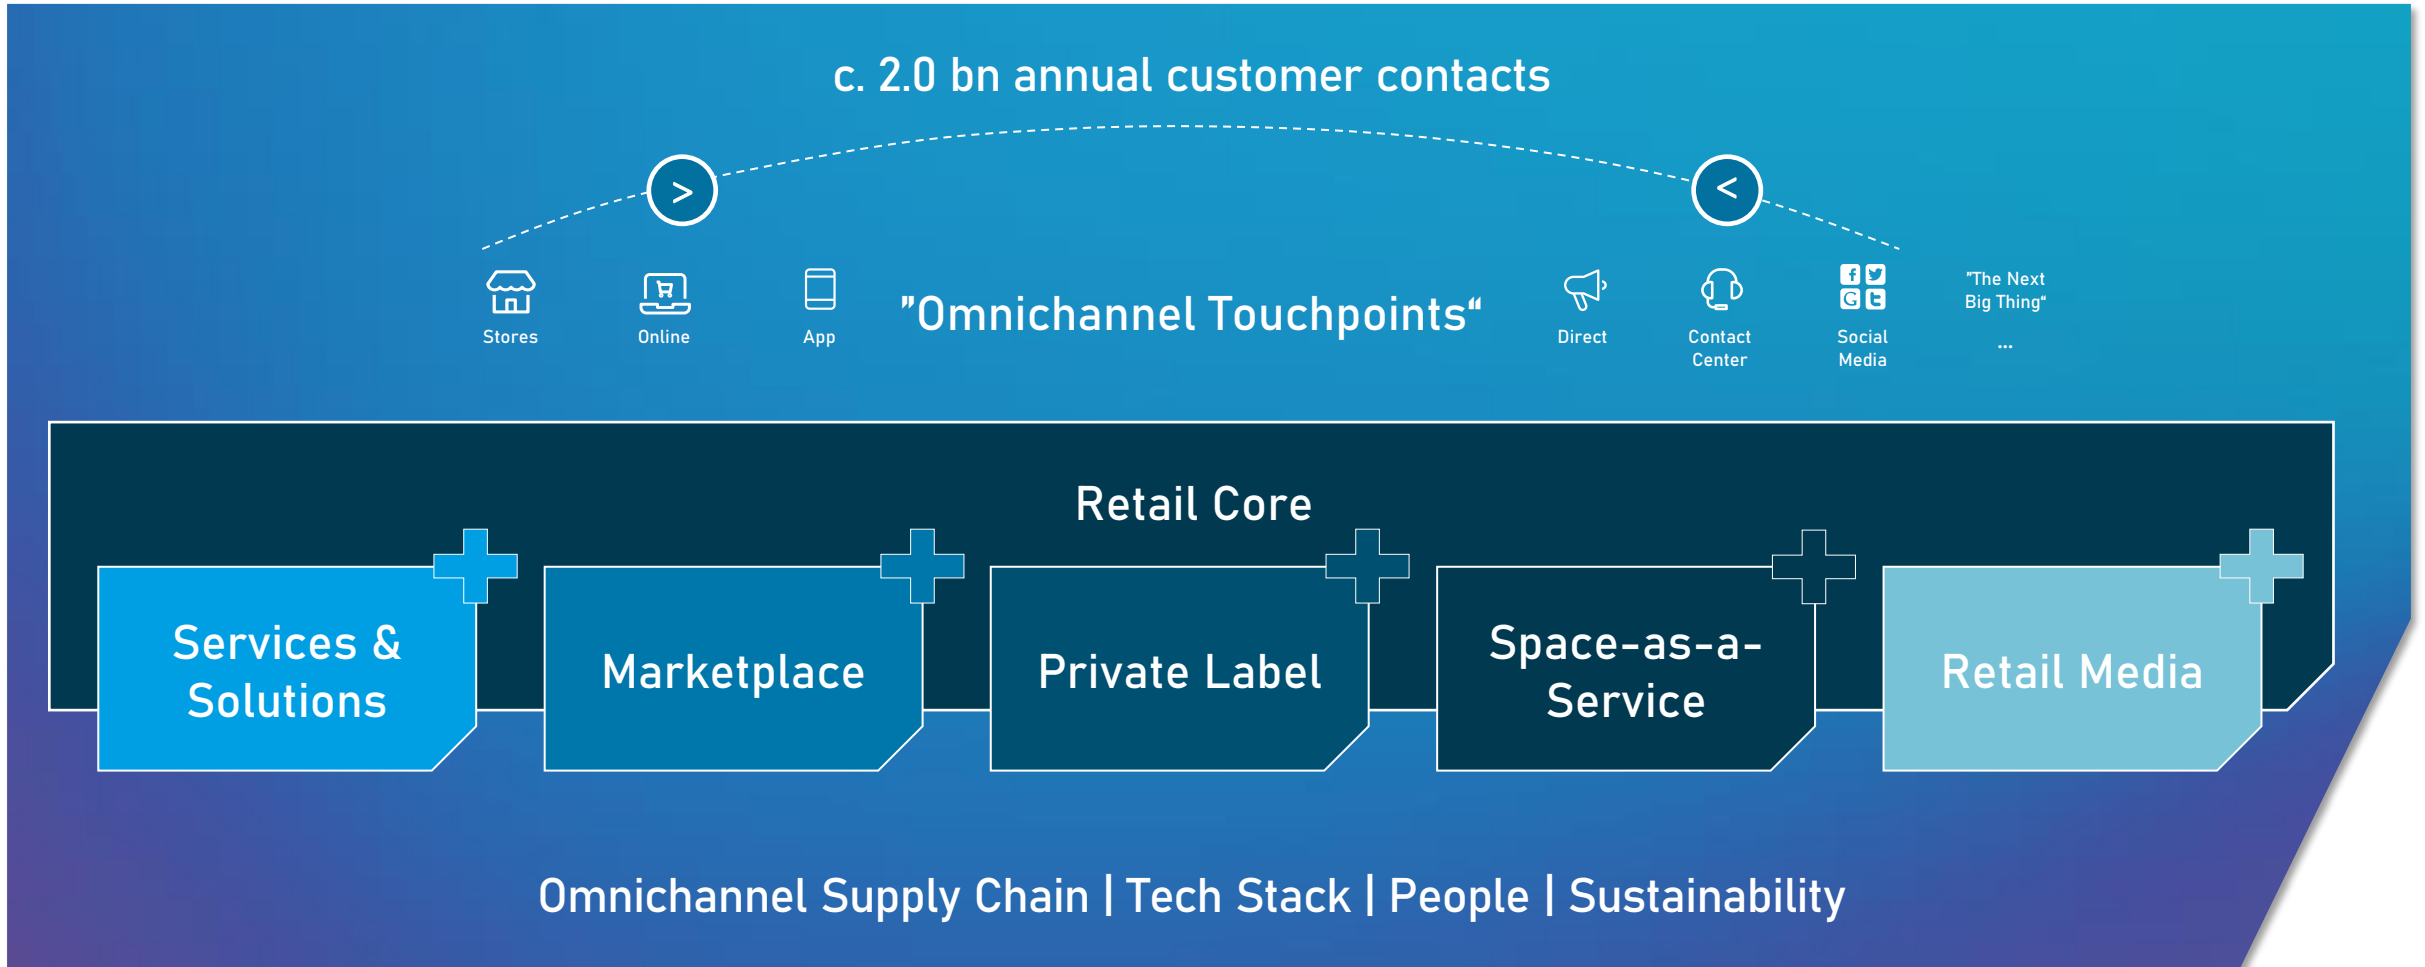 c. 2.0 bn annual customer contacts
>
<
Stores
Online
App
"Omnichannel Touchpoints“
Direct
Contact
Center
Social
Media
"The Next
Big Thing“
...
Retail Core
Services &
Solutions
Marketplace
Private Label
Space-as-a-
Service
Retail Media
Omnichannel Supply Chain | Tech Stack | People | Sustainability